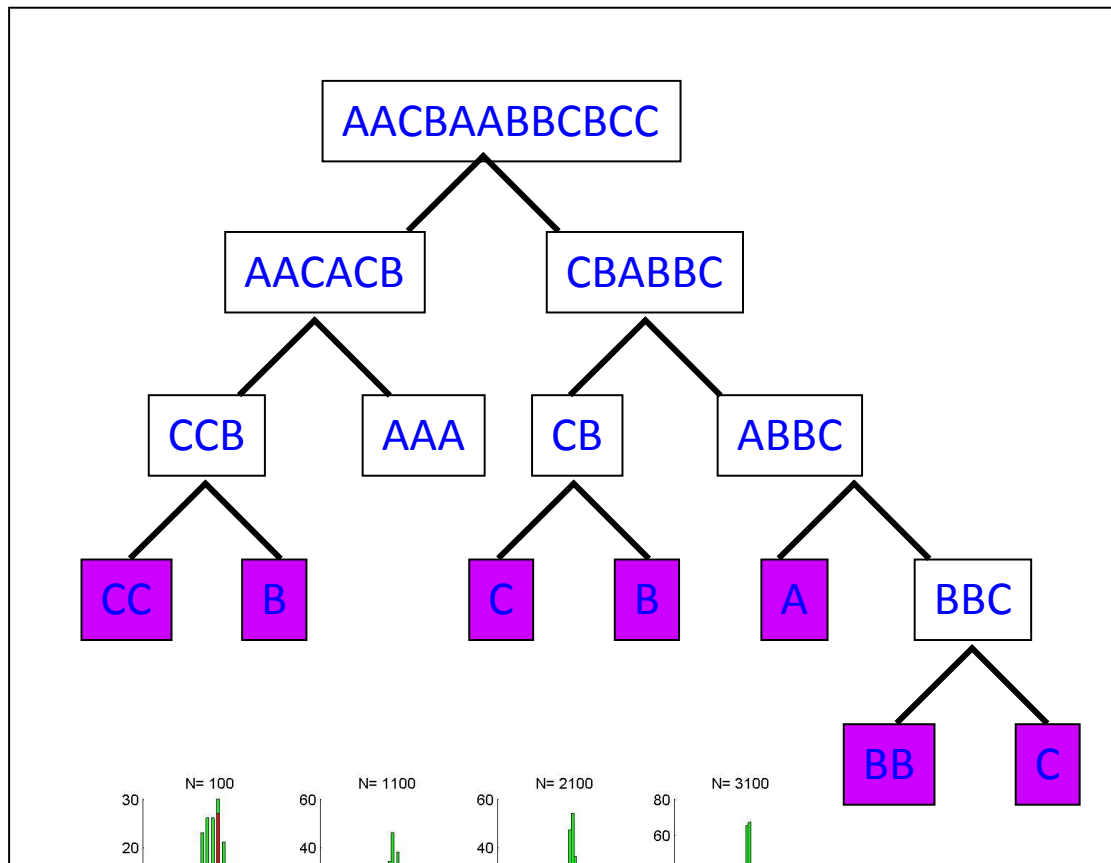 AACBAABBCBCC
AACACB CBABBC
CCB AAA CB ABBC
CC B C B A BBC
BB C
N= 100 N= 1100 N= 2100 N= 3100
30 60 60 80
60
20 40 40